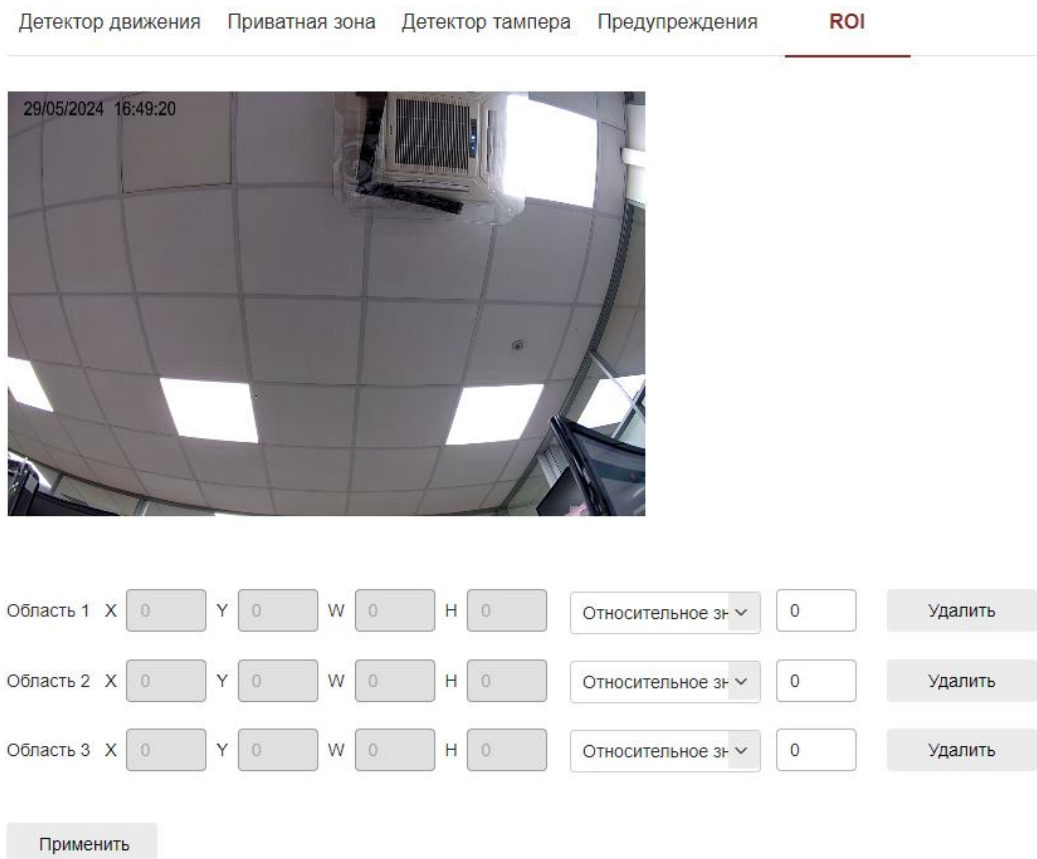 Детектор движения Приватная зона Детектор тампера Предупреждения ROI
29/05/2024 16:49:20
Область 1 X 0 Y 0 W 0 H 0 Относительное зн 0 Удалить
Область 2 X 0 Y 0 W 0 H 0 Относительное зн 0 Удалить
Область 3 X 0 Y 0 W 0 H 0 Относительное зн 0 Удалить
Применить